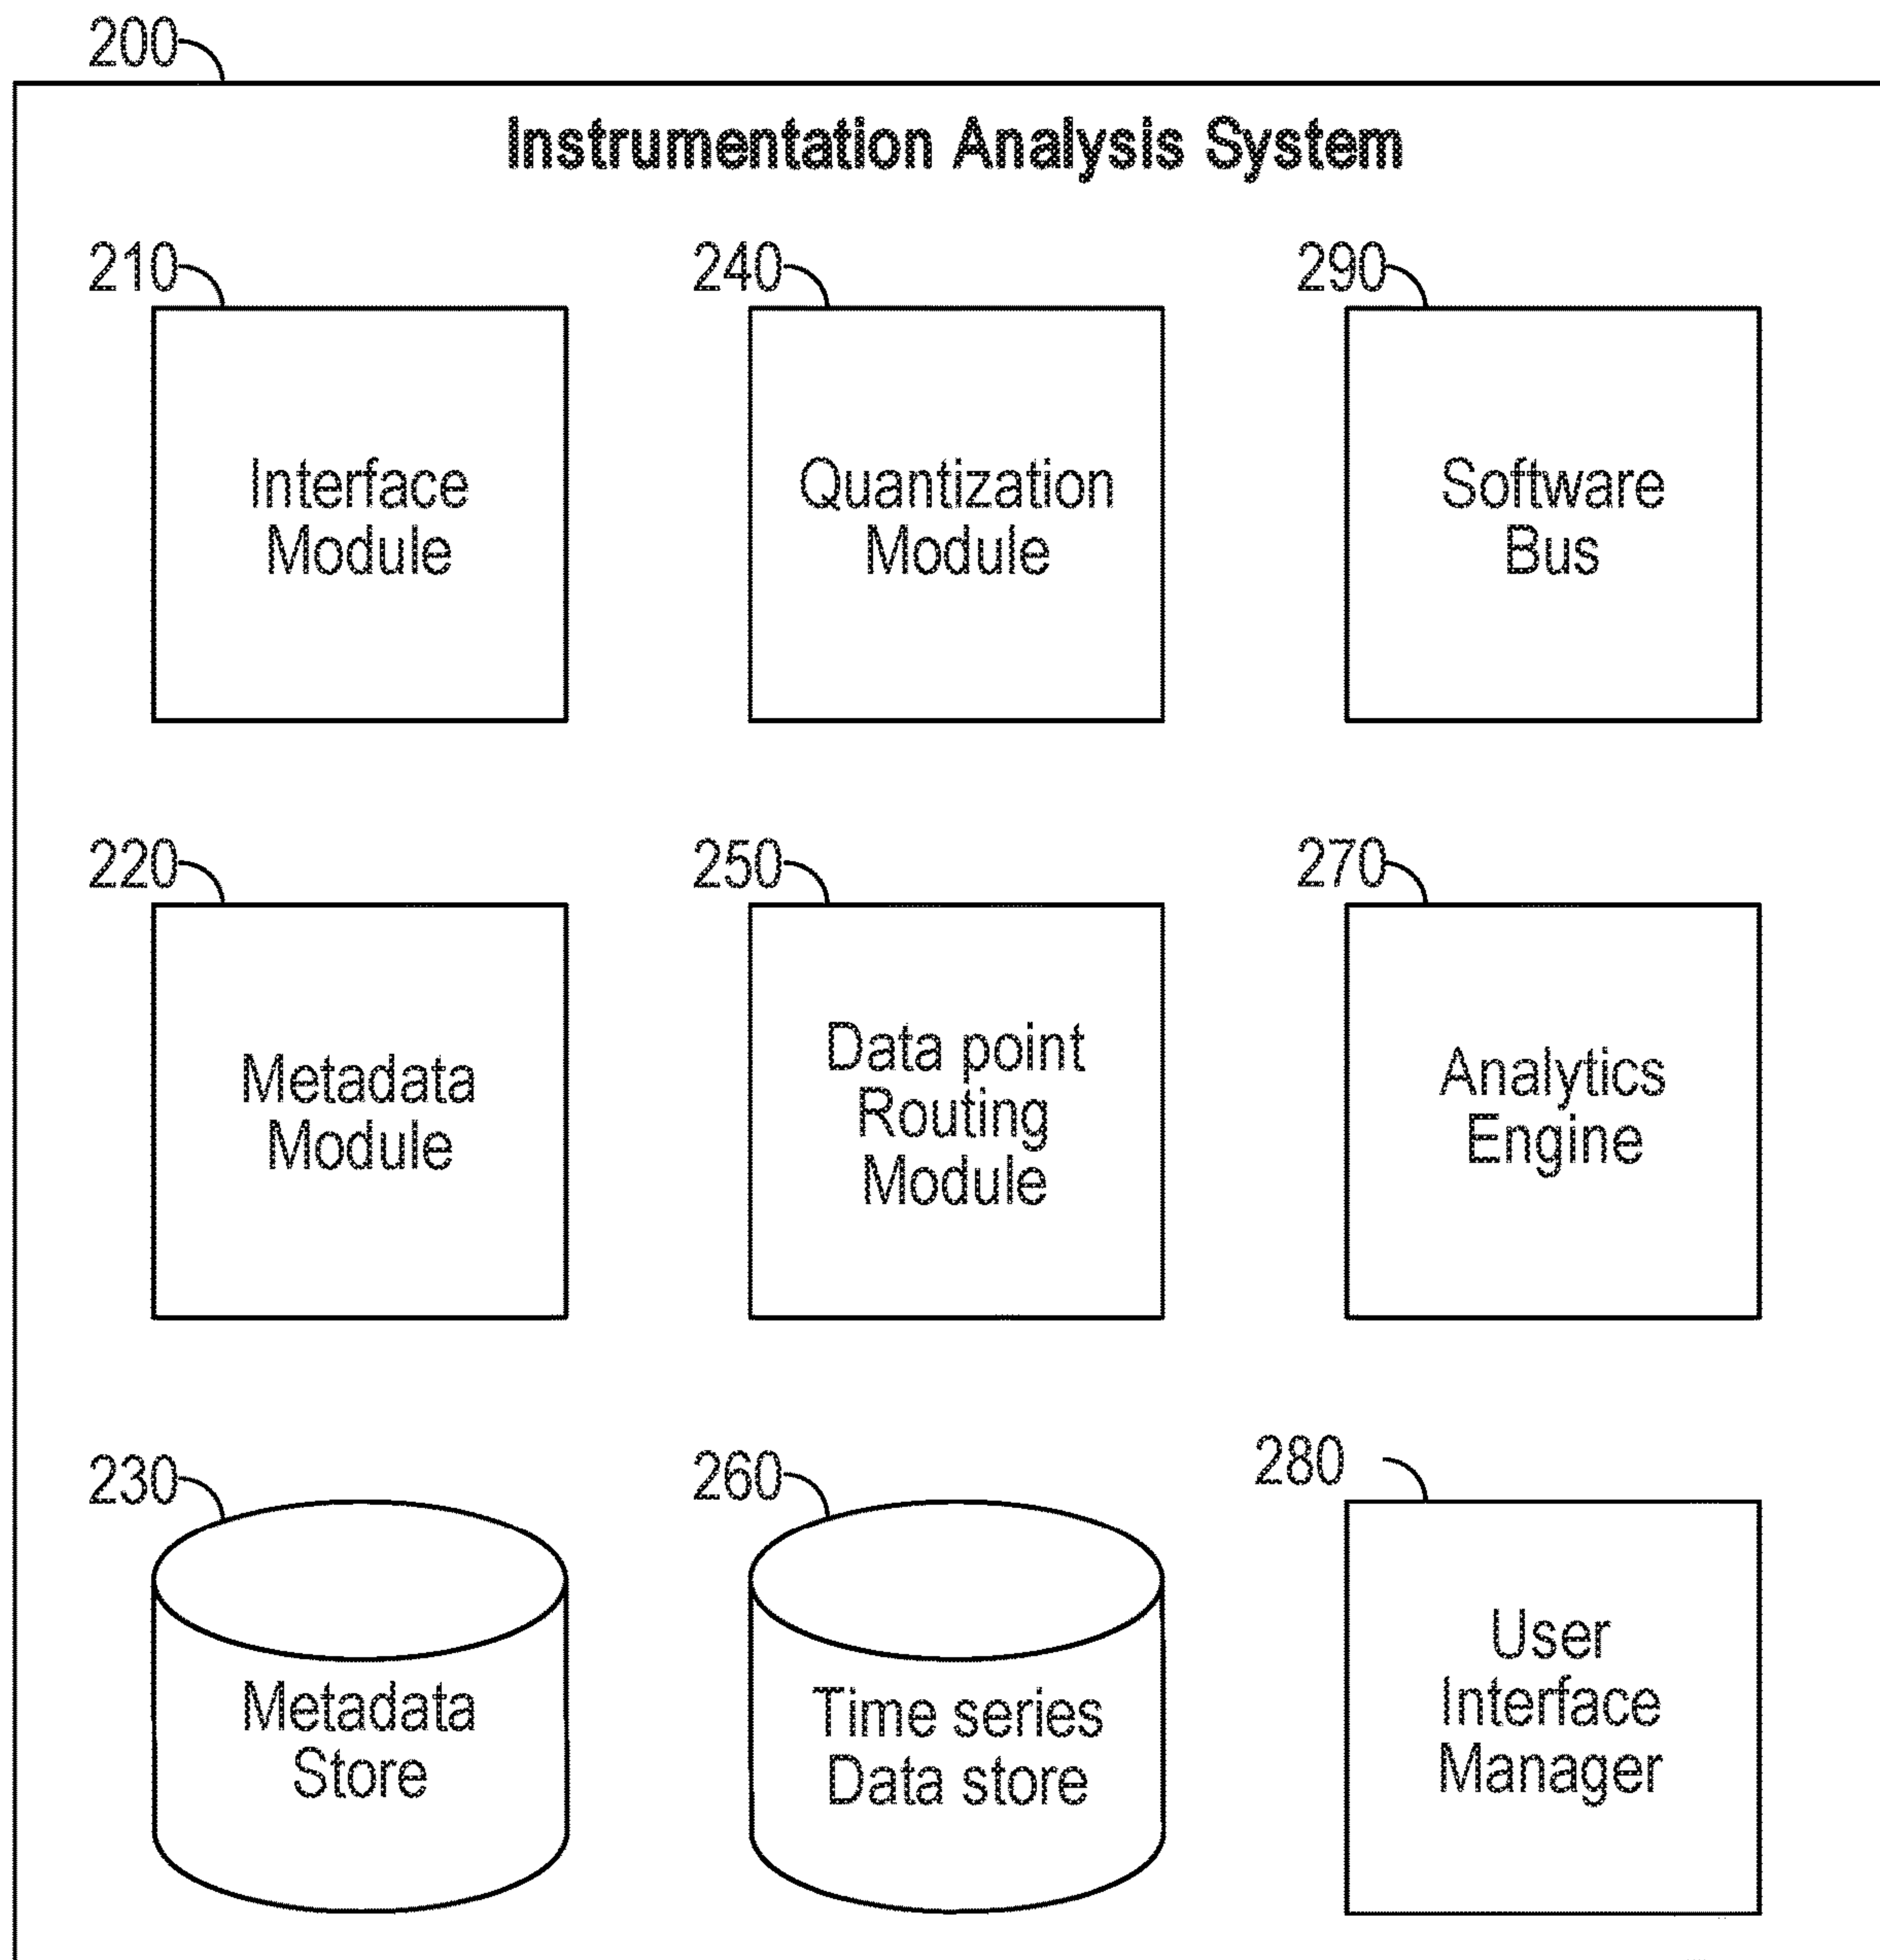 200
Instrumentation Analysis System
210
240
290
Interface
Module
Quantization
Module
Software
Bus
220
250
270
Metadata
Module
Data point
Routing
Module
Analytics
Engine
230
260
280
Metadata
Store
Time series
Data store
User
Interface
Manager